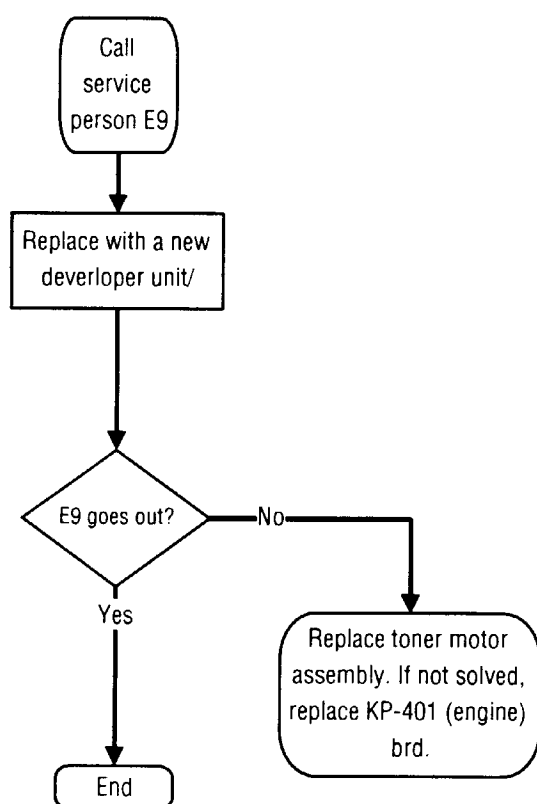 Call
service
person E9
Replace with a new
deverloper unit/
E9 goes out?
No
Yes
Replace toner motor
assembly. If not solved,
replace KP-401 (engine)
brd.
End